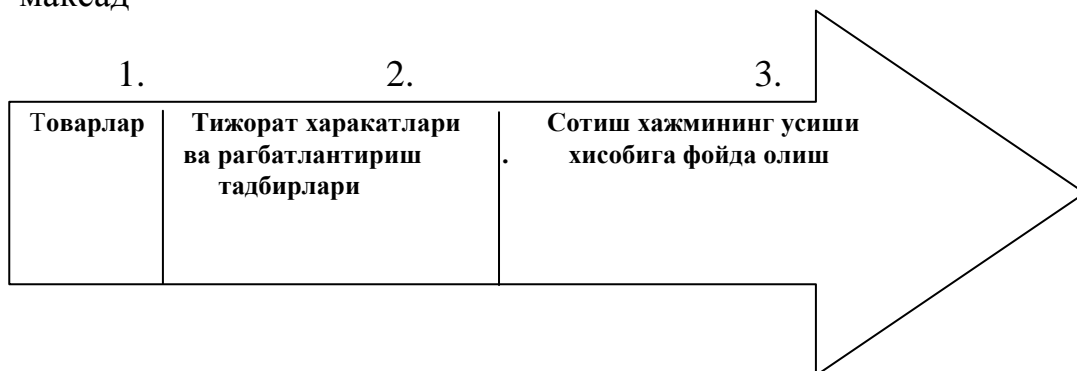 максад
1. 2. 3.
Товарлар Тижорат харакатлари Сотиш хажмининг усиши
ва рагбатлантириш . хисобига фойда олиш
тадбирлари